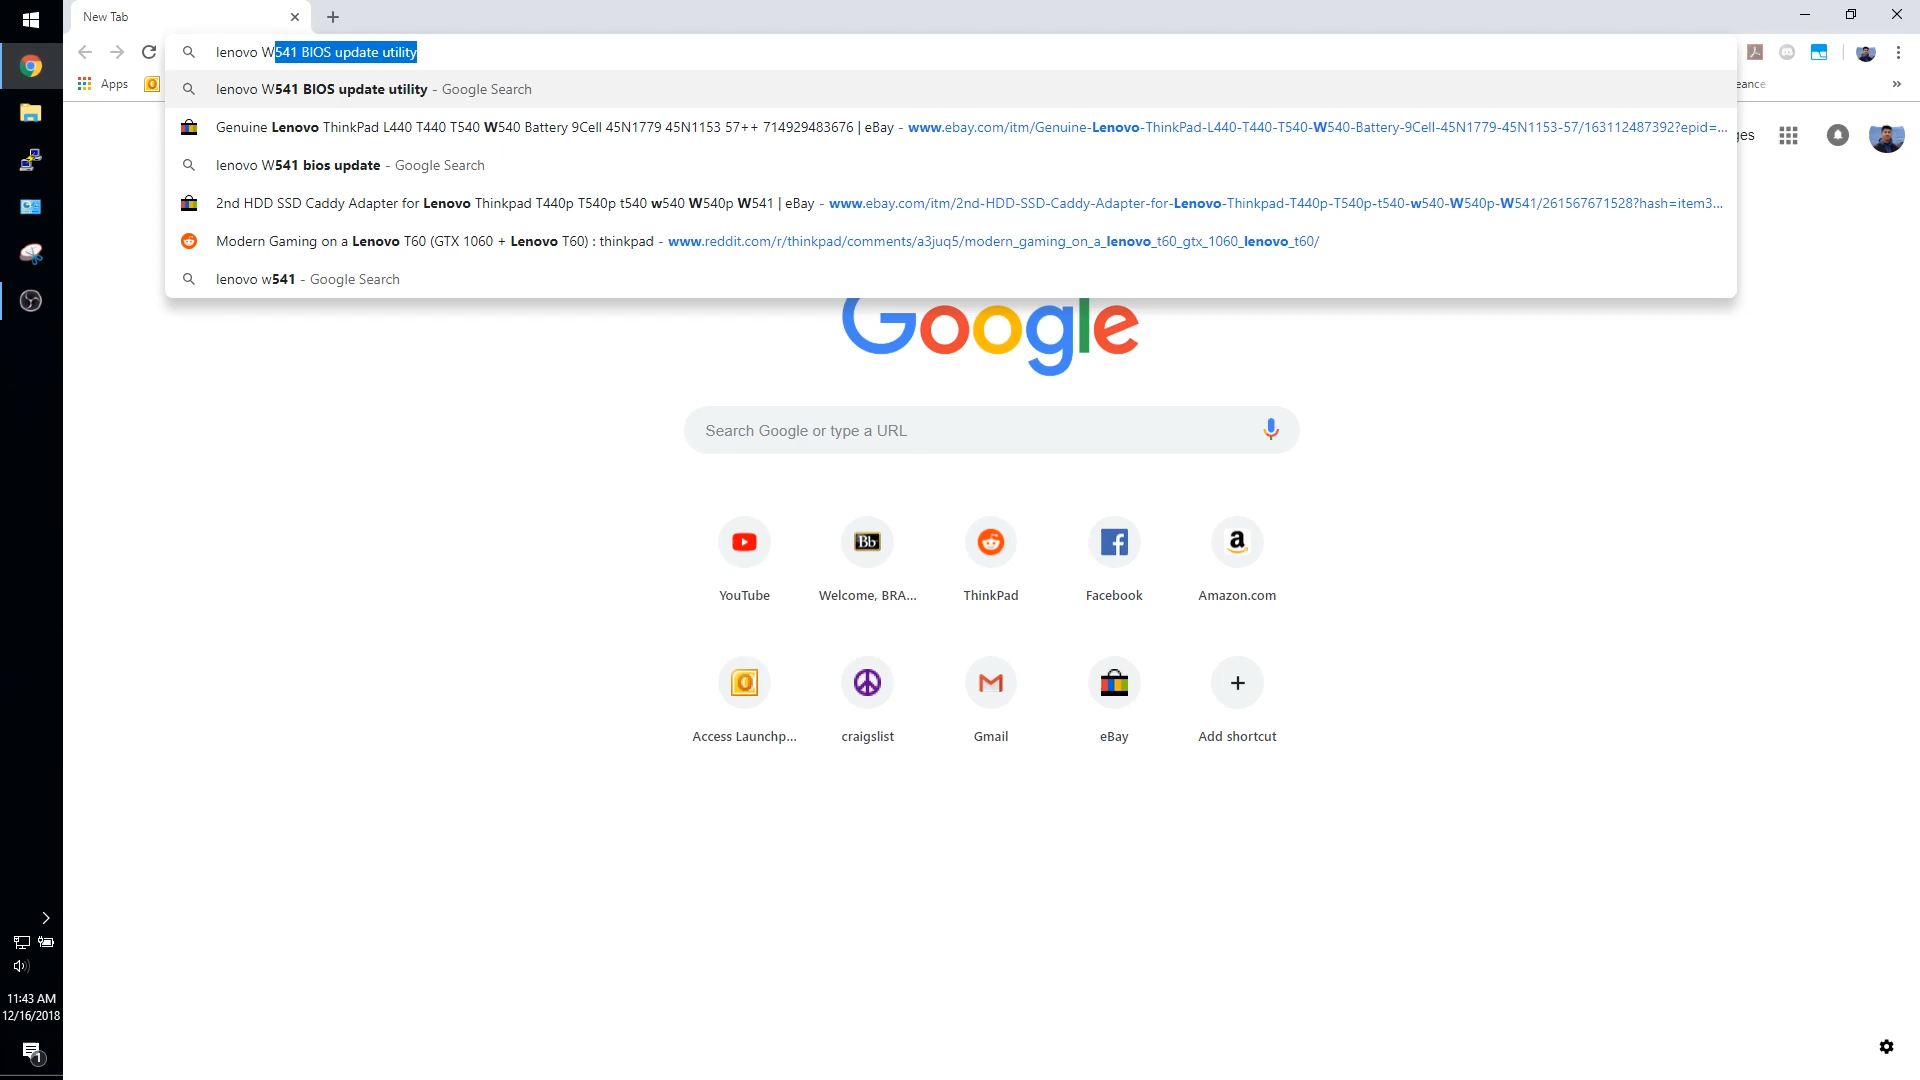 New Tab
lenovo W541 BIOS update utility
Apps
lenovo W541 BIOS update utility - Google Search
eance
Genuine Lenovo ThinkPad L440 T440 T540 W540 Battery 9Cell 45N1779 45N1153 57++ 714929483676 | eBay - www.ebay.com/itm/Genuine-Lenovo-ThinkPad-L440-T440-T540-W540-Battery-9Cell-45N1779-45N1153-57/163112487392?epid=...
ges
lenovo W541 bios update - Google Search
2nd HDD SSD Caddy Adapter for Lenovo Thinkpad T440p T540p t540 w540 W540p W541 | eBay - www.ebay.com/itm/2nd-HDD-SSD-Caddy-Adapter-for-Lenovo-Thinkpad-T440p-T540p-t540-w540-W540p-W541/261567671528?hash=item3...
Modern Gaming on a Lenovo T60 (GTX 1060 + Lenovo T60) : thinkpad - www.reddit.com/r/thinkpad/comments/a3juq5/modern_gaming_on_a_lenovo_t60_gtx_1060_lenovo_t60/
lenovo w541 - Google Search
Google
Search Google or type a URL
Bb
YouTube
Welcome, BRA...
ThinkPad
Facebook
Amazon.com
Access Launchp...
craigslist
Gmail
eBay
Add shortcut
11:43 AM
12/16/2018
1